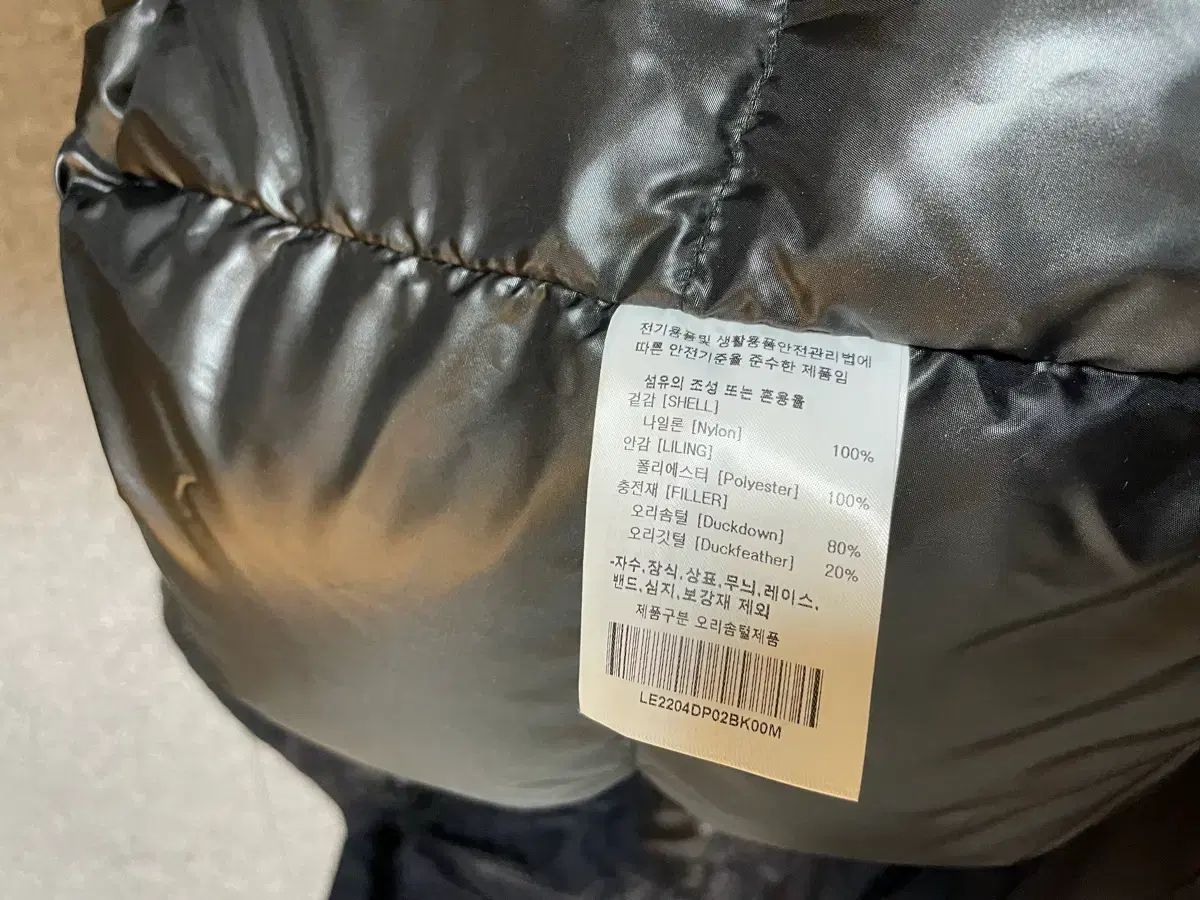 전기용품및 생활용품안전관리법에
따른 안전기준을 준수한 제품임
섬유의 조성 또는 혼용율
겉감 [SHELL]
나일론 [Nylon] 100%
안감 [LILING]
폴리에스터 [Polyester] 100%
충전재 [FILLER]
오리솜털 [Duckdown] 80%
오리깃털 [Duckfeather] 20%
-자수,장식,상표,무늬,레이스,
밴드,심지,보강재 제외
제품구분 오리솜털제품
LE2204DP02BK00M